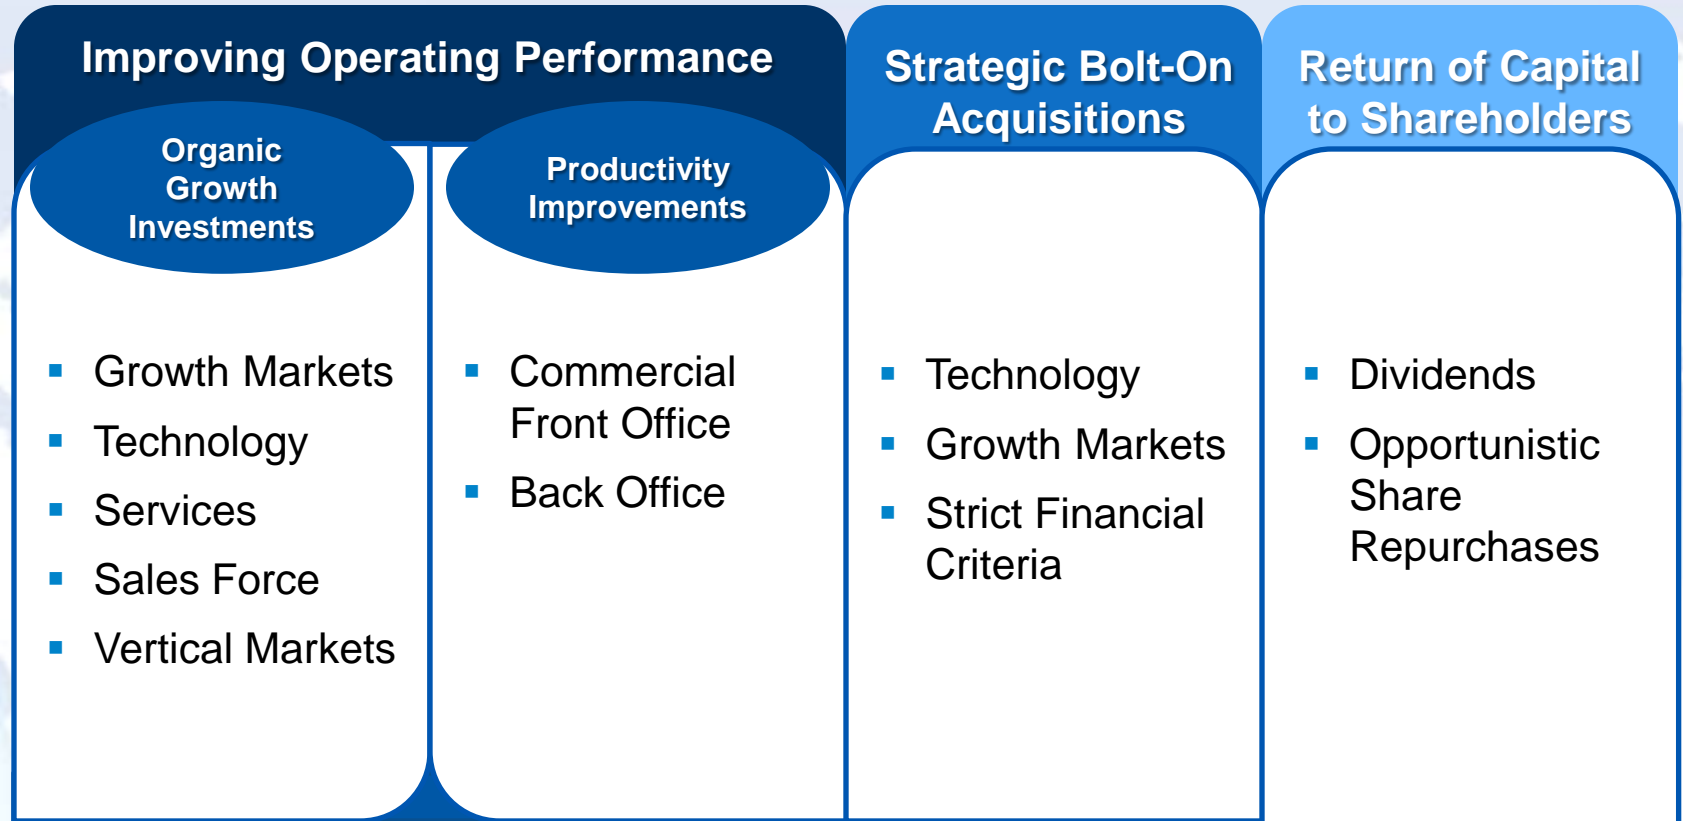 Improving Operating Performance
Organic
Growth
Investments
Growth Markets
Technology
Services
Sales Force
Vertical Markets
Productivity
Improvements
Commercial
Front Office
Back Office
Strategic Bolt-On
Acquisitions
Technology
Growth Markets
Strict Financial
Criteria
Return of Capital
to Shareholders
Dividends
Opportunistic
Share
Repurchases